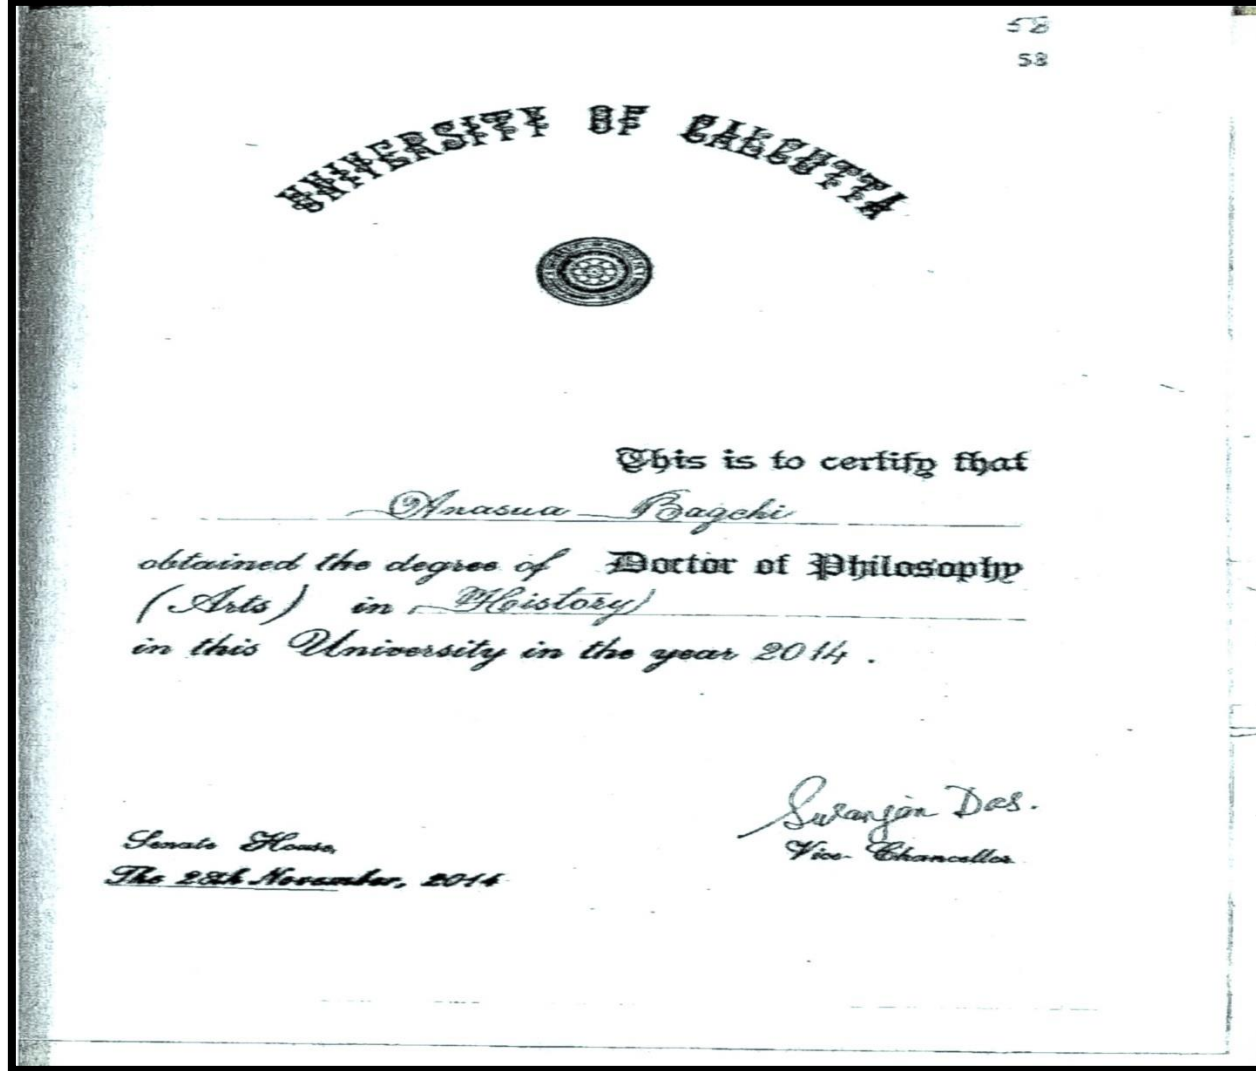 58
58
UNIVERSITY OF CALCUTTA
This is to certify that
Anasua Bagchi
obtained the degree of Doctor of Philosophy
(Arts) in History
in this University in the year 2014.
Suranjan Das.
Senate House,
Vice-Chancellor
The 28th November, 2014